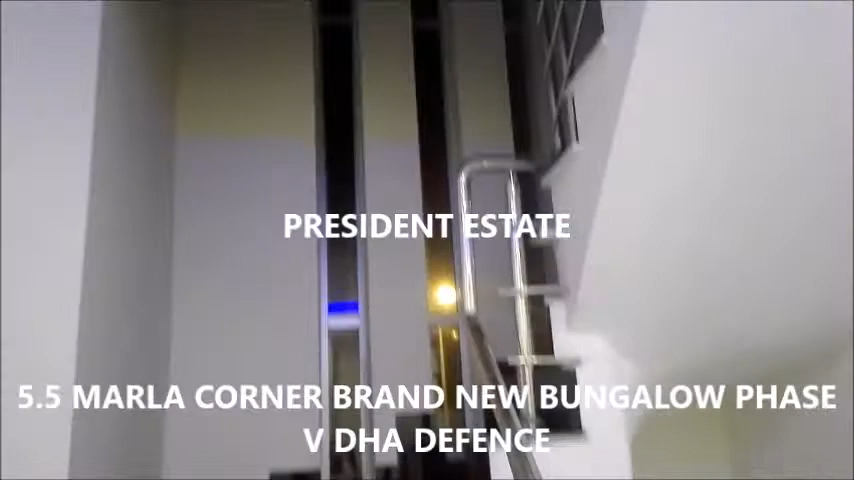 PRESIDENT ESTATE
5.5 MARLA CORNER BRAND NEW BUNGALOW PHASE
V DHA DEFENCE